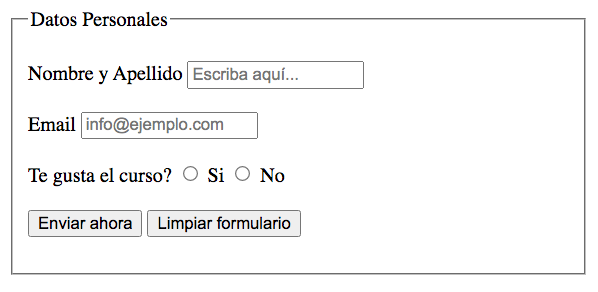 Datos Personales
Nombre y Apellido Escriba aquí...
Email info@ejemplo.com
Te gusta el curso? Si No
Enviar ahora Limpiar formulario